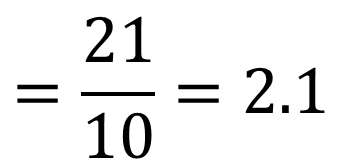 = 21/10 = 2.1